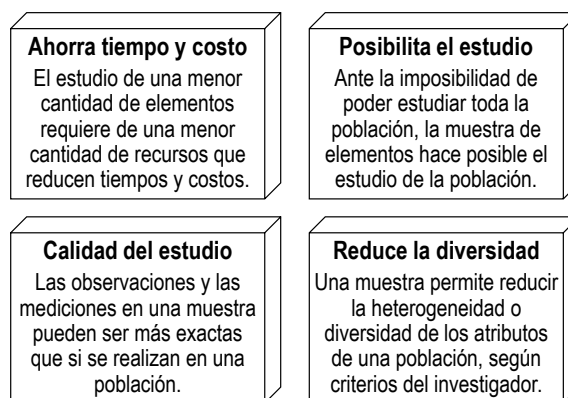 Ahorra tiempo y costo
El estudio de una menor
cantidad de elementos
requiere de una menor
cantidad de recursos que
reducen tiempos y costos.
Posibilita el estudio
Ante la imposibilidad de
poder estudiar toda la
población, la muestra de
elementos hace posible el
estudio de la población.
Calidad del estudio
Las observaciones y las
mediciones en una muestra
pueden ser más exactas
que si se realizan en una
población.
Reduce la diversidad
Una muestra permite reducir
la heterogeneidad o
diversidad de los atributos
de una población, según
criterios del investigador.